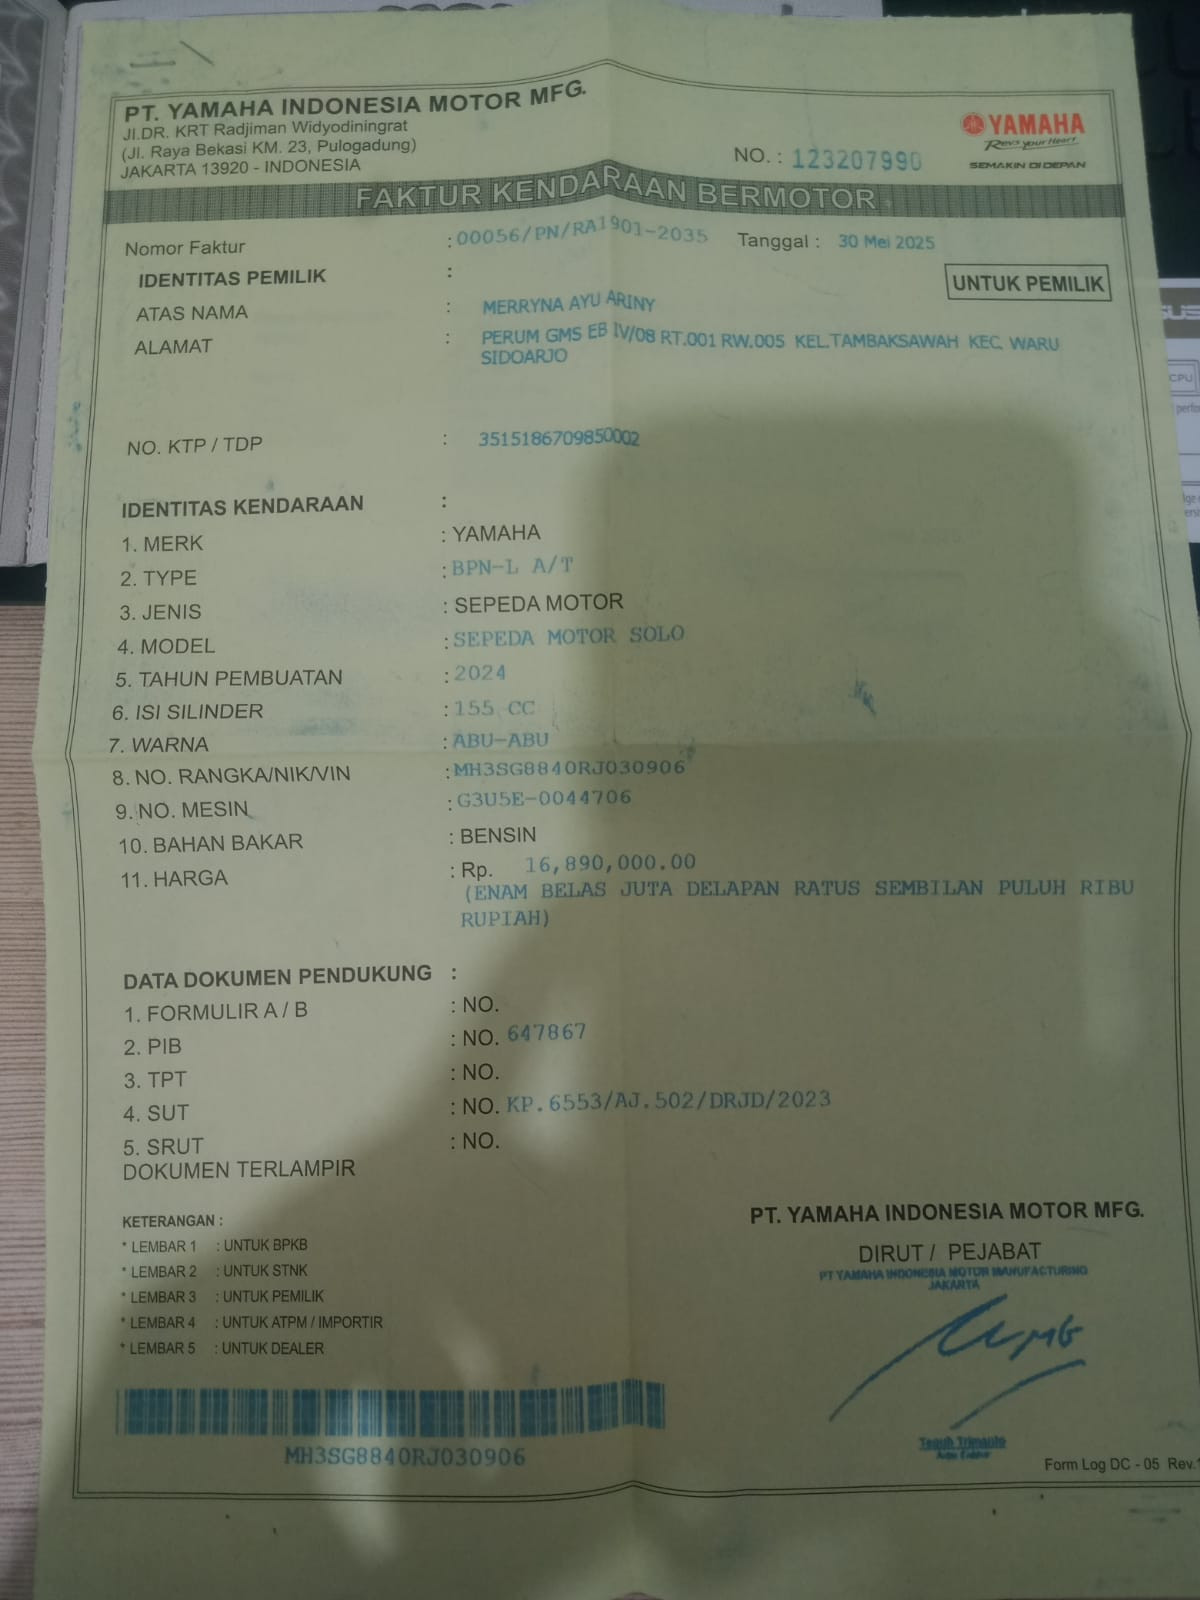 PT. YAMAHA INDONESIA MOTOR MFG.
Jl.DR. KRT Radjiman Widyodiningrat
(Jl. Raya Bekasi KM. 23, Pulogadung)
JAKARTA 13920 - INDONESIA
YAMAHA
Revs your Heart
SEMAKIN DI DEPAN
NO. : 123207990
FAKTUR KENDARAAN BERMOTOR
Nomor Faktur : 00056/PN/RA1901-2035 Tanggal : 30 Mei 2025
IDENTITAS PEMILIK :
UNTUK PEMILIK
ATAS NAMA : MERRYNA AYU ARINY
ALAMAT : PERUM GMS EB IV/08 RT.001 RW.005 KEL.TAMBAKSAWAH KEC. WARU
SIDOARJO
NO. KTP / TDP : 3515186709850002
IDENTITAS KENDARAAN :
1. MERK : YAMAHA
2. TYPE : BPN-L A/T
3. JENIS : SEPEDA MOTOR
4. MODEL : SEPEDA MOTOR SOLO
5. TAHUN PEMBUATAN : 2024
6. ISI SILINDER : 155 CC
7. WARNA : ABU-ABU
8. NO. RANGKA/NIK/VIN : MH3SG8840RJ030906
9. NO. MESIN : G3U5E-0044706
10. BAHAN BAKAR : BENSIN
11. HARGA : Rp. 16,890,000.00
(ENAM BELAS JUTA DELAPAN RATUS SEMBILAN PULUH RIBU
RUPIAH)
DATA DOKUMEN PENDUKUNG :
1. FORMULIR A / B : NO.
2. PIB : NO. 647867
3. TPT : NO.
4. SUT : NO. KP.6553/AJ.502/DRJD/2023
5. SRUT : NO.
DOKUMEN TERLAMPIR
KETERANGAN :
* LEMBAR 1 : UNTUK BPKB
* LEMBAR 2 : UNTUK STNK
* LEMBAR 3 : UNTUK PEMILIK
* LEMBAR 4 : UNTUK ATPM / IMPORTIR
* LEMBAR 5 : UNTUK DEALER
PT. YAMAHA INDONESIA MOTOR MFG.
DIRUT / PEJABAT
PT YAMAHA INDONESIA MOTOR MANUFACTURING
JAKARTA
Teguh Trimanto
MH3SG8840RJ030906
Form Log DC - 05 Rev.
CPU